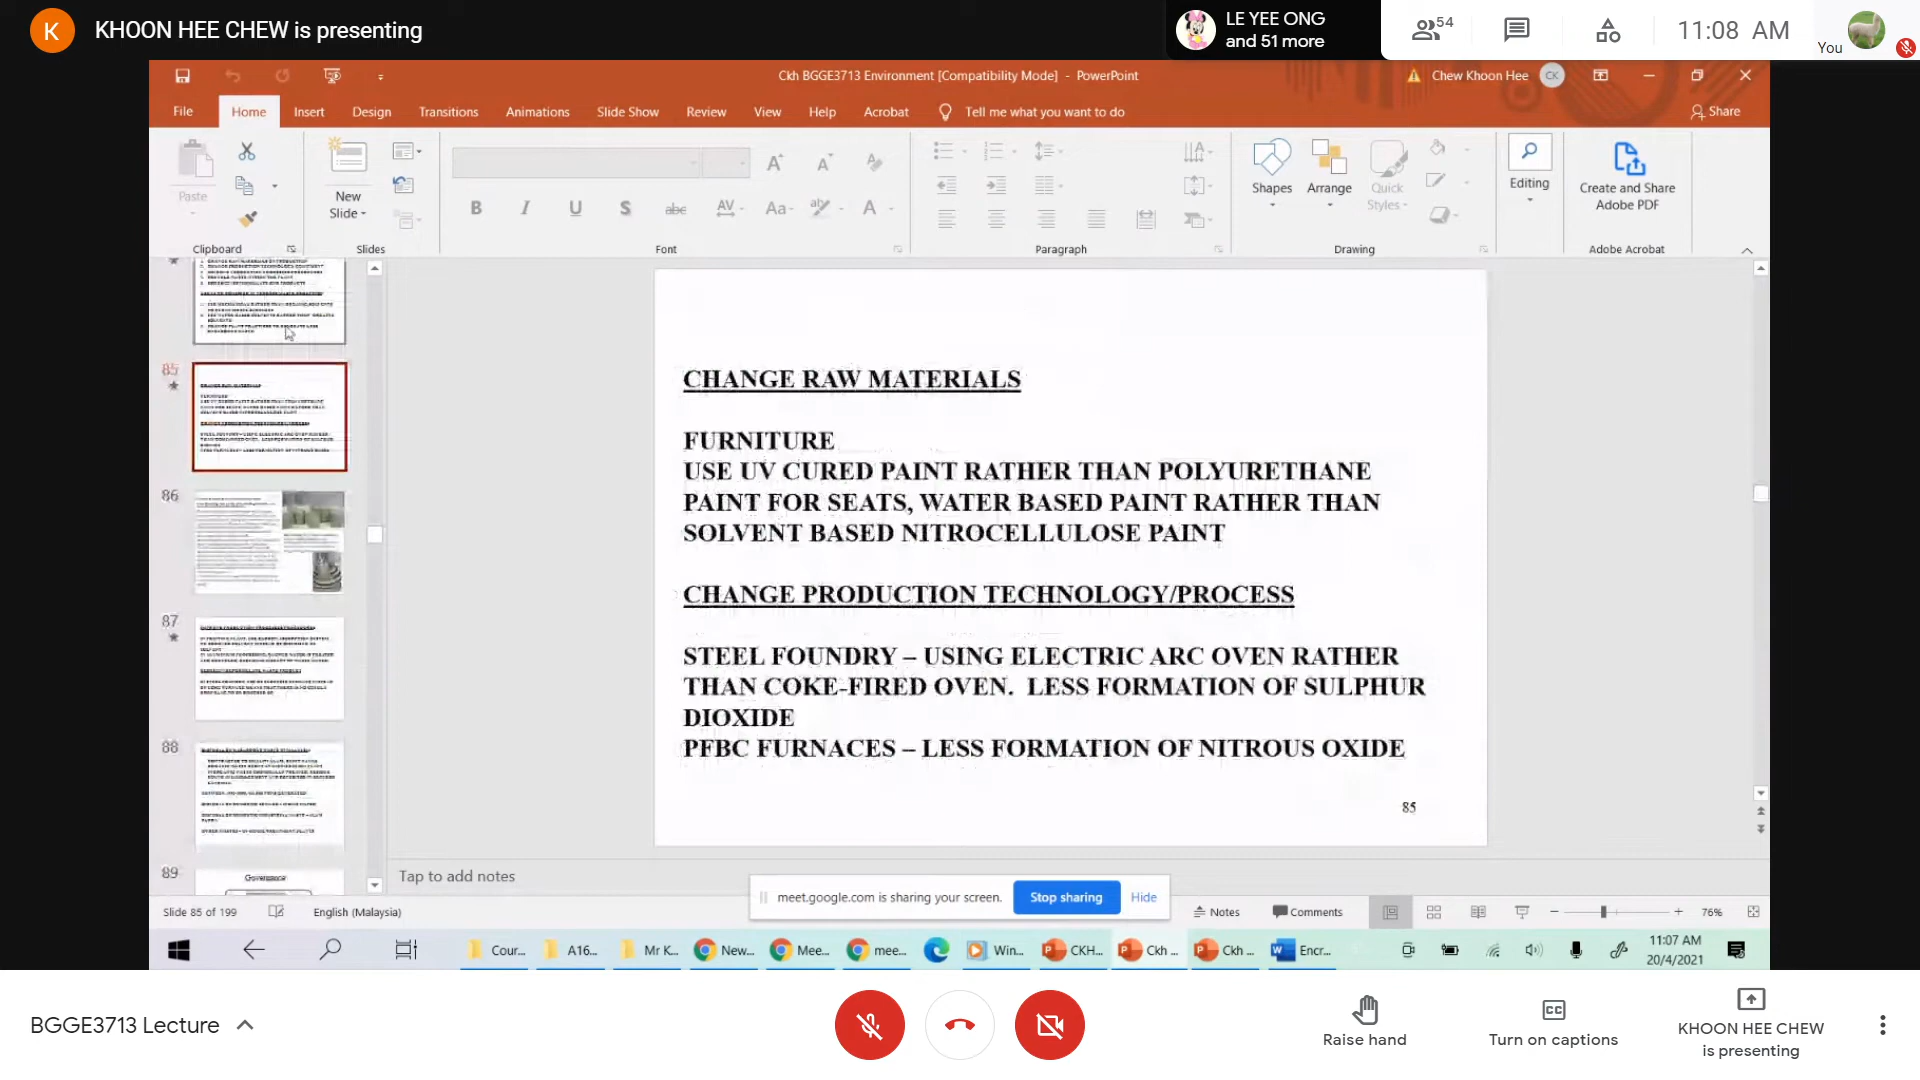 K
KHOON HEE CHEW is presenting
LE YEE ONG
and 51 more
54
11:08 AM
You
Ckh BGGE3713 Environment [Compatibility Mode] - PowerPoint
Chew Khoon Hee
CK
File
Home
Insert
Design
Transitions
Animations
Slide Show
Review
View
Help
Acrobat
Tell me what you want to do
Share
Paste
New
Slide
Shapes
Arrange
Quick
Styles
Editing
Create and Share
Adobe PDF
Clipboard
Slides
Font
Paragraph
Drawing
Adobe Acrobat
85
86
87
88
89
Governance
CHANGE RAW MATERIALS
FURNITURE
USE UV CURED PAINT RATHER THAN POLYURETHANE
PAINT FOR SEATS, WATER BASED PAINT RATHER THAN
SOLVENT BASED NITROCELLULOSE PAINT
CHANGE PRODUCTION TECHNOLOGY/PROCESS
STEEL FOUNDRY – USING ELECTRIC ARC OVEN RATHER
THAN COKE-FIRED OVEN. LESS FORMATION OF SULPHUR
DIOXIDE
PFBC FURNACES – LESS FORMATION OF NITROUS OXIDE
85
Tap to add notes
meet.google.com is sharing your screen.
Stop sharing
Hide
Slide 85 of 199
English (Malaysia)
Notes
Comments
76%
Cour...
A16...
Mr K...
New...
Mee...
mee...
Win...
CKH...
Ckh ...
Ckh ...
Encr...
11:07 AM
20/4/2021
BGGE3713 Lecture
Raise hand
Turn on captions
KHOON HEE CHEW
is presenting